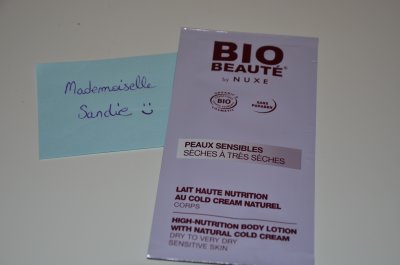 Mademoiselle
Sandie
BIO
BEAUTÉ®
by NUXE
BIO
SANS
PARABEN
PEAUX SENSIBLES
SÈCHES À TRÈS SÈCHES
LAIT HAUTE NUTRITION
AU COLD CREAM NATUREL
CORPS
HIGH-NUTRITION BODY LOTION
WITH NATURAL COLD CREAM
DRY TO VERY DRY
SENSITIVE SKIN